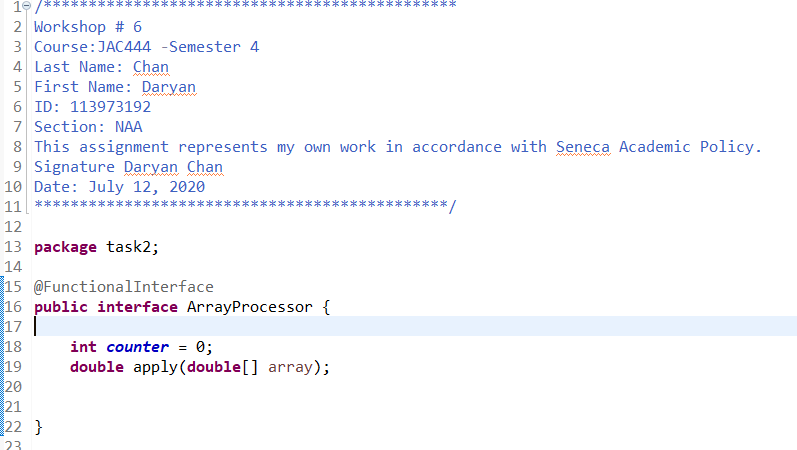 1 /**********************************************
2 Workshop # 6
3 Course:JAC444 -Semester 4
4 Last Name: Chan
5 First Name: Daryan
6 ID: 113973192
7 Section: NAA
8 This assignment represents my own work in accordance with Seneca Academic Policy.
9 Signature Daryan Chan
10 Date: July 12, 2020
11 **********************************************/
12
13 package task2;
14
15 @FunctionalInterface
16 public interface ArrayProcessor {
17
18     int counter = 0;
19     double apply(double[] array);
20
21
22 }
23